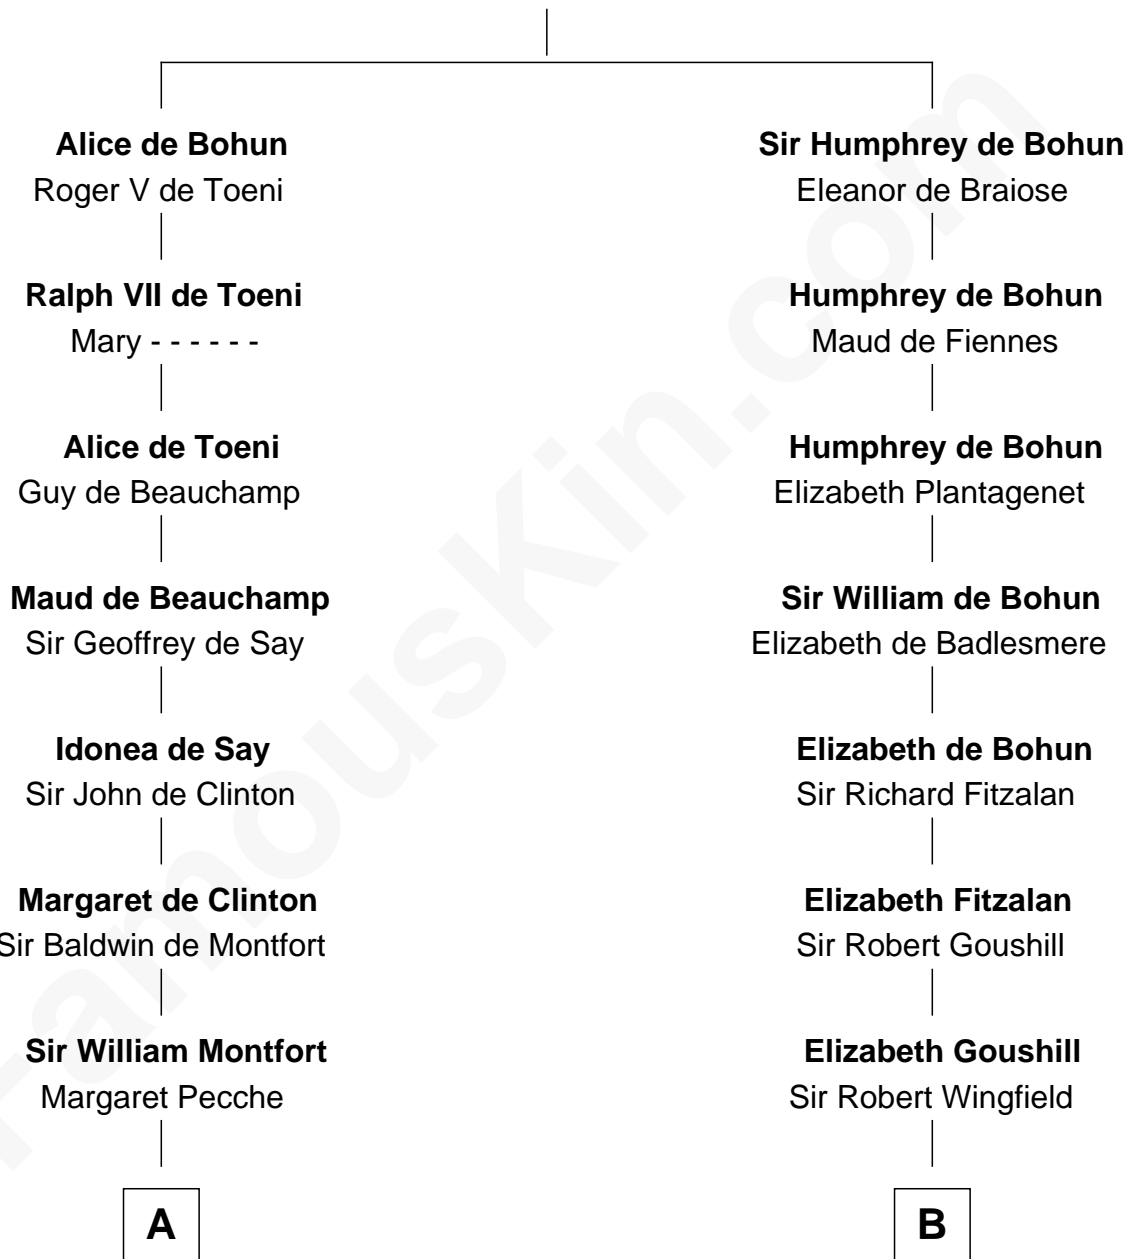 Alice de Bohun
Roger V de Toeni
Ralph VII de Toeni
Mary - - - - - -
Alice de Toeni
Guy de Beauchamp
Maud de Beauchamp
Sir Geoffrey de Say
Idonea de Say
Sir John de Clinton
Margaret de Clinton
Sir Baldwin de Montfort
Sir William Montfort
Margaret Pecche
A
Sir Humphrey de Bohun
Eleanor de Braiose
Humphrey de Bohun
Maud de Fiennes
Humphrey de Bohun
Elizabeth Plantagenet
Sir William de Bohun
Elizabeth de Badlesmere
Elizabeth de Bohun
Sir Richard Fitzalan
Elizabeth Fitzalan
Sir Robert Goushill
Elizabeth Goushill
Sir Robert Wingfield
B
FamousKin.com